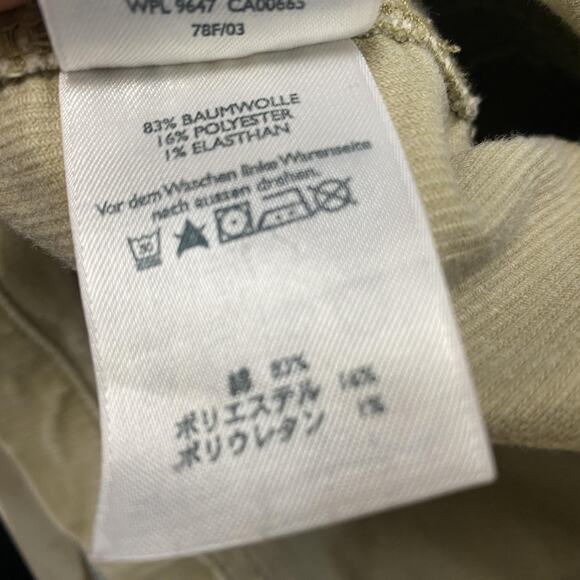 WPL 9647 CA00665
78F/03
83% BAUMWOLLE
16% POLYESTER
1% ELASTHAN
Vor dem Waschen linke Warenseite
nach aussen drehen.
30
綿 83%
ポリエステル 16%
ポリウレタン 1%